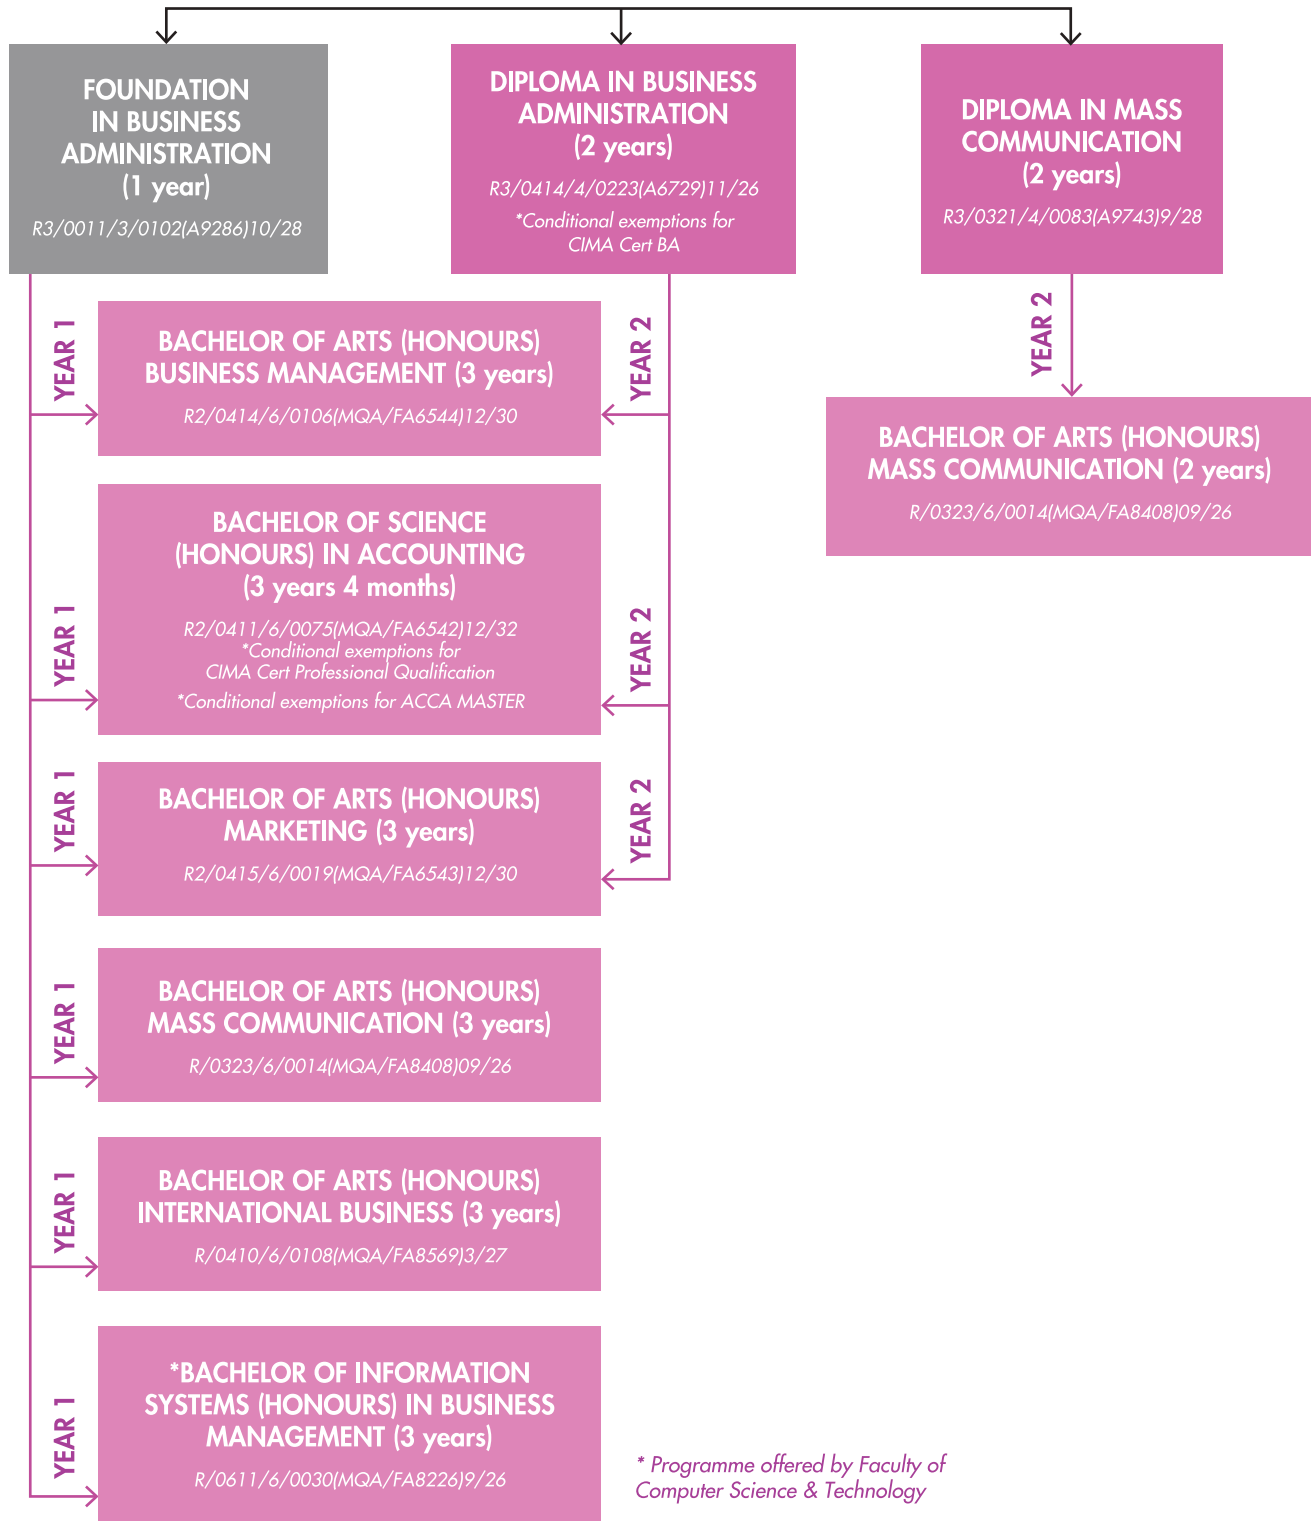 FOUNDATION
IN BUSINESS
ADMINISTRATION
(1 year)
R3/0011/3/0102(A9286)10/28
DIPLOMA IN BUSINESS
ADMINISTRATION
(2 years)
R3/0414/4/0223(A6729)11/26
*Conditional exemptions for
CIMA Cert BA
DIPLOMA IN MASS
COMMUNICATION
(2 years)
R3/0321/4/0083(A9743)9/28
YEAR 1
BACHELOR OF ARTS (HONOURS)
BUSINESS MANAGEMENT (3 years)
R2/0414/6/0106(MQA/FA6544)12/30
YEAR 2
YEAR 2
BACHELOR OF ARTS (HONOURS)
MASS COMMUNICATION (2 years)
R/0323/6/0014(MQA/FA8408)09/26
YEAR 1
BACHELOR OF SCIENCE
(HONOURS) IN ACCOUNTING
(3 years 4 months)
R2/0411/6/0075(MQA/FA6542)12/32
*Conditional exemptions for
CIMA Cert Professional Qualification
*Conditional exemptions for ACCA MASTER
YEAR 2
YEAR 1
BACHELOR OF ARTS (HONOURS)
MARKETING (3 years)
R2/0415/6/0019(MQA/FA6543)12/30
YEAR 2
YEAR 1
BACHELOR OF ARTS (HONOURS)
MASS COMMUNICATION (3 years)
R/0323/6/0014(MQA/FA8408)09/26
YEAR 1
BACHELOR OF ARTS (HONOURS)
INTERNATIONAL BUSINESS (3 years)
R/0410/6/0108(MQA/FA8569)3/27
YEAR 1
*BACHELOR OF INFORMATION
SYSTEMS (HONOURS) IN BUSINESS
MANAGEMENT (3 years)
R/0611/6/0030(MQA/FA8226)9/26
* Programme offered by Faculty of
Computer Science & Technology